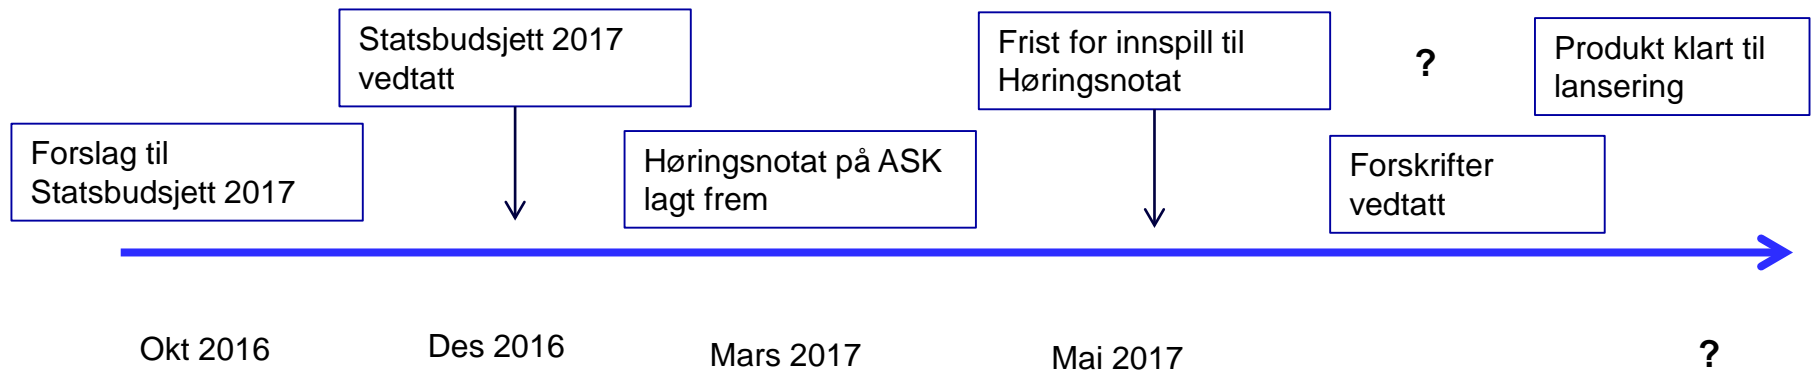 Statsbudsjett 2017
vedtatt
Frist for innspill til
Høringsnotat
?
Produkt klart til
lansering
Forslag til
Statsbudsjett 2017
Høringsnotat på ASK
lagt frem
Forskrifter
vedtatt
Okt 2016
Des 2016
Mars 2017
Mai 2017
?